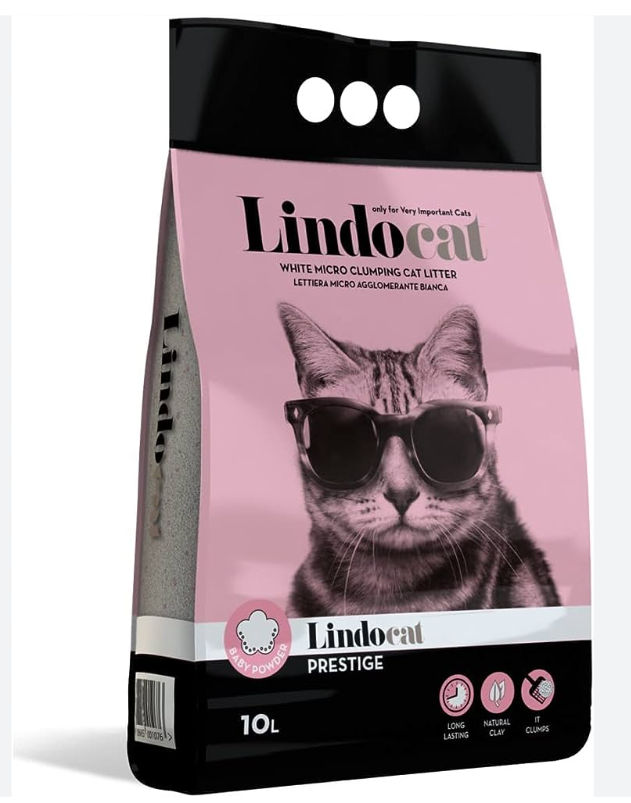 only for Very Important Cats
Lindocat
WHITE MICRO CLUMPING CAT LITTER
LETTIERA MICRO AGGLOMERANTE BIANCA
Lindocat
BABY POWDER
Lindocat
PRESTIGE
10L
LONG
LASTING
NATURAL
CLAY
IT
CLUMPS